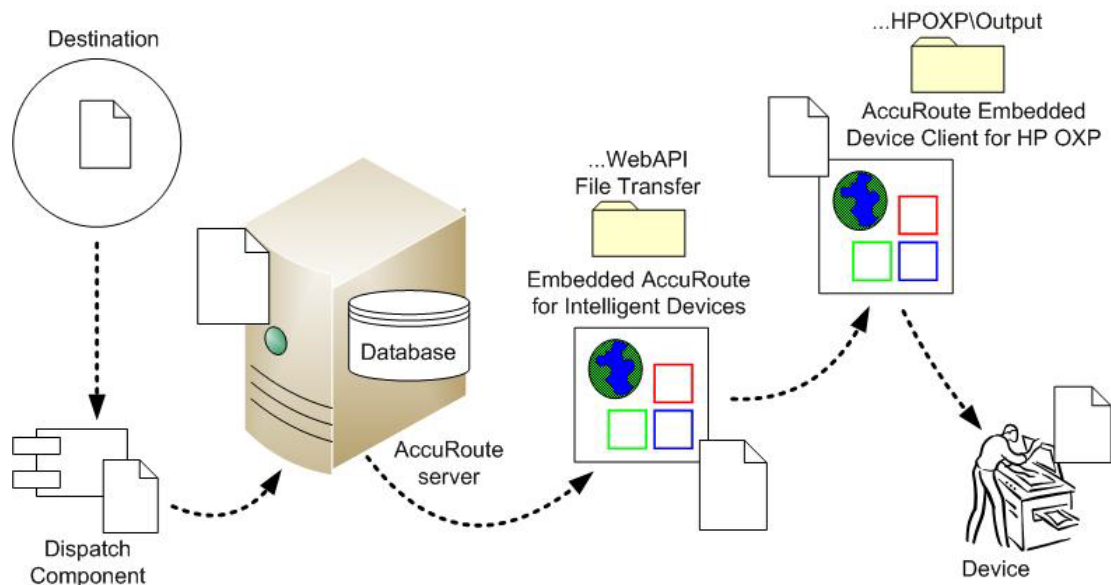 Destination
Dispatch
Component
Database
AccuRoute
server
...WebAPI
File Transfer
Embedded AccuRoute
for Intelligent Devices
...HPOXP\Output
AccuRoute Embedded
Device Client for HP OXP
Device